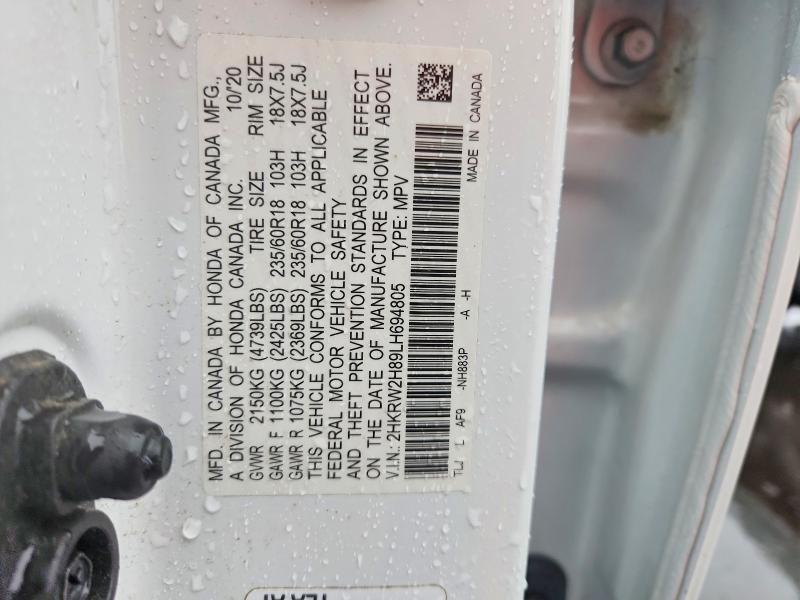 MFD. IN CANADA BY HONDA OF CANADA MFG.,
A DIVISION OF HONDA CANADA INC. 10/'20
GVWR 2150KG (4739LBS) TIRE SIZE RIM SIZE
GAWR F 1100KG (2425LBS) 235/60R18 103H 18X7.5J
GAWR R 1075KG (2369LBS) 235/60R18 103H 18X7.5J
THIS VEHICLE CONFORMS TO ALL APPLICABLE
FEDERAL MOTOR VEHICLE SAFETY
AND THEFT PREVENTION STANDARDS IN EFFECT
ON THE DATE OF MANUFACTURE SHOWN ABOVE.
V.I.N.: 2HKRW2H89LH694805 TYPE: MPV
TLJ L AF9 -NH883P -A -H MADE IN CANADA